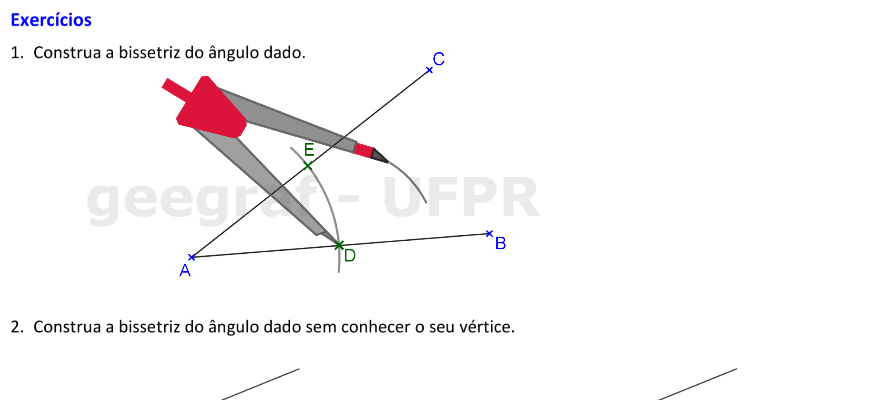 Exercícios
1. Construa a bissetriz do ângulo dado.
C
E
geegraf - UFPR
B
D
A
2. Construa a bissetriz do ângulo dado sem conhecer o seu vértice.